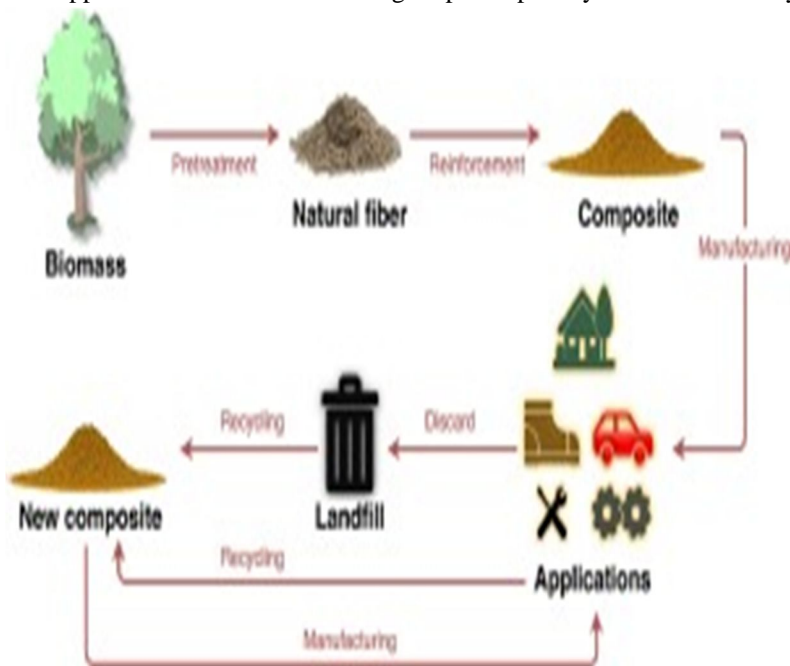 Pretreatment
Reinforcement
Biomass
Natural fiber
Composite
Manufacturing
Recycling
Discard
New composite
Landfill
Applications
Recycling
Manufacturing